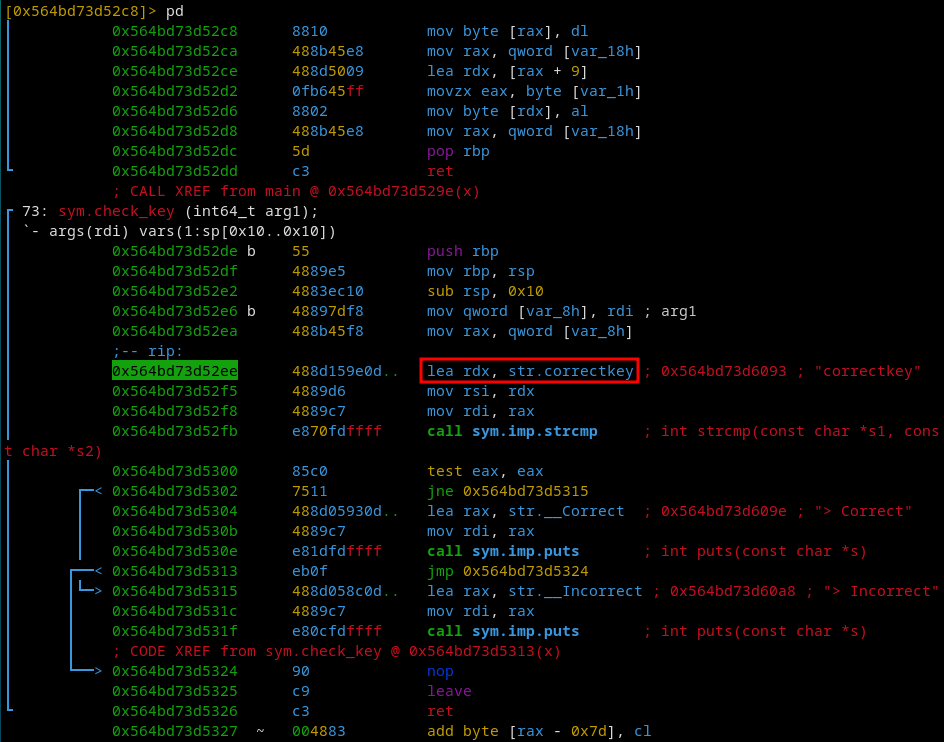 [0x564bd73d52c8]> pd
0x564bd73d52c8 8810 mov byte [rax], dl
0x564bd73d52ca 488b45e8 mov rax, qword [var_18h]
0x564bd73d52ce 488d5009 lea rdx, [rax + 9]
0x564bd73d52d2 0fb645ff movzx eax, byte [var_1h]
0x564bd73d52d6 8802 mov byte [rdx], al
0x564bd73d52d8 488b45e8 mov rax, qword [var_18h]
0x564bd73d52dc 5d pop rbp
0x564bd73d52dd c3 ret
; CALL XREF from main @ 0x564bd73d529e(x)
73: sym.check_key (int64_t arg1);
`- args(rdi) vars(1:sp[0x10..0x10])
0x564bd73d52de b 55 push rbp
0x564bd73d52df 4889e5 mov rbp, rsp
0x564bd73d52e2 4883ec10 sub rsp, 0x10
0x564bd73d52e6 b 48897df8 mov qword [var_8h], rdi ; arg1
0x564bd73d52ea 488b45f8 mov rax, qword [var_8h]
;-- rip:
0x564bd73d52ee 488d159e0d.. lea rdx, str.correctkey ; 0x564bd73d6093 ; "correctkey"
0x564bd73d52f5 4889d6 mov rsi, rdx
0x564bd73d52f8 4889c7 mov rdi, rax
0x564bd73d52fb e870fdffff call sym.imp.strcmp ; int strcmp(const char *s1, cons
t char *s2)
0x564bd73d5300 85c0 test eax, eax
0x564bd73d5302 7511 jne 0x564bd73d5315
0x564bd73d5304 488d05930d.. lea rax, str.__Correct ; 0x564bd73d609e ; "> Correct"
0x564bd73d530b 4889c7 mov rdi, rax
0x564bd73d530e e81dfdffff call sym.imp.puts ; int puts(const char *s)
0x564bd73d5313 eb0f jmp 0x564bd73d5324
0x564bd73d5315 488d058c0d.. lea rax, str.__Incorrect ; 0x564bd73d60a8 ; "> Incorrect"
0x564bd73d531c 4889c7 mov rdi, rax
0x564bd73d531f e80cfdffff call sym.imp.puts ; int puts(const char *s)
; CODE XREF from sym.check_key @ 0x564bd73d5313(x)
0x564bd73d5324 90 nop
0x564bd73d5325 c9 leave
0x564bd73d5326 c3 ret
0x564bd73d5327 ~ 004883 add byte [rax - 0x7d], cl